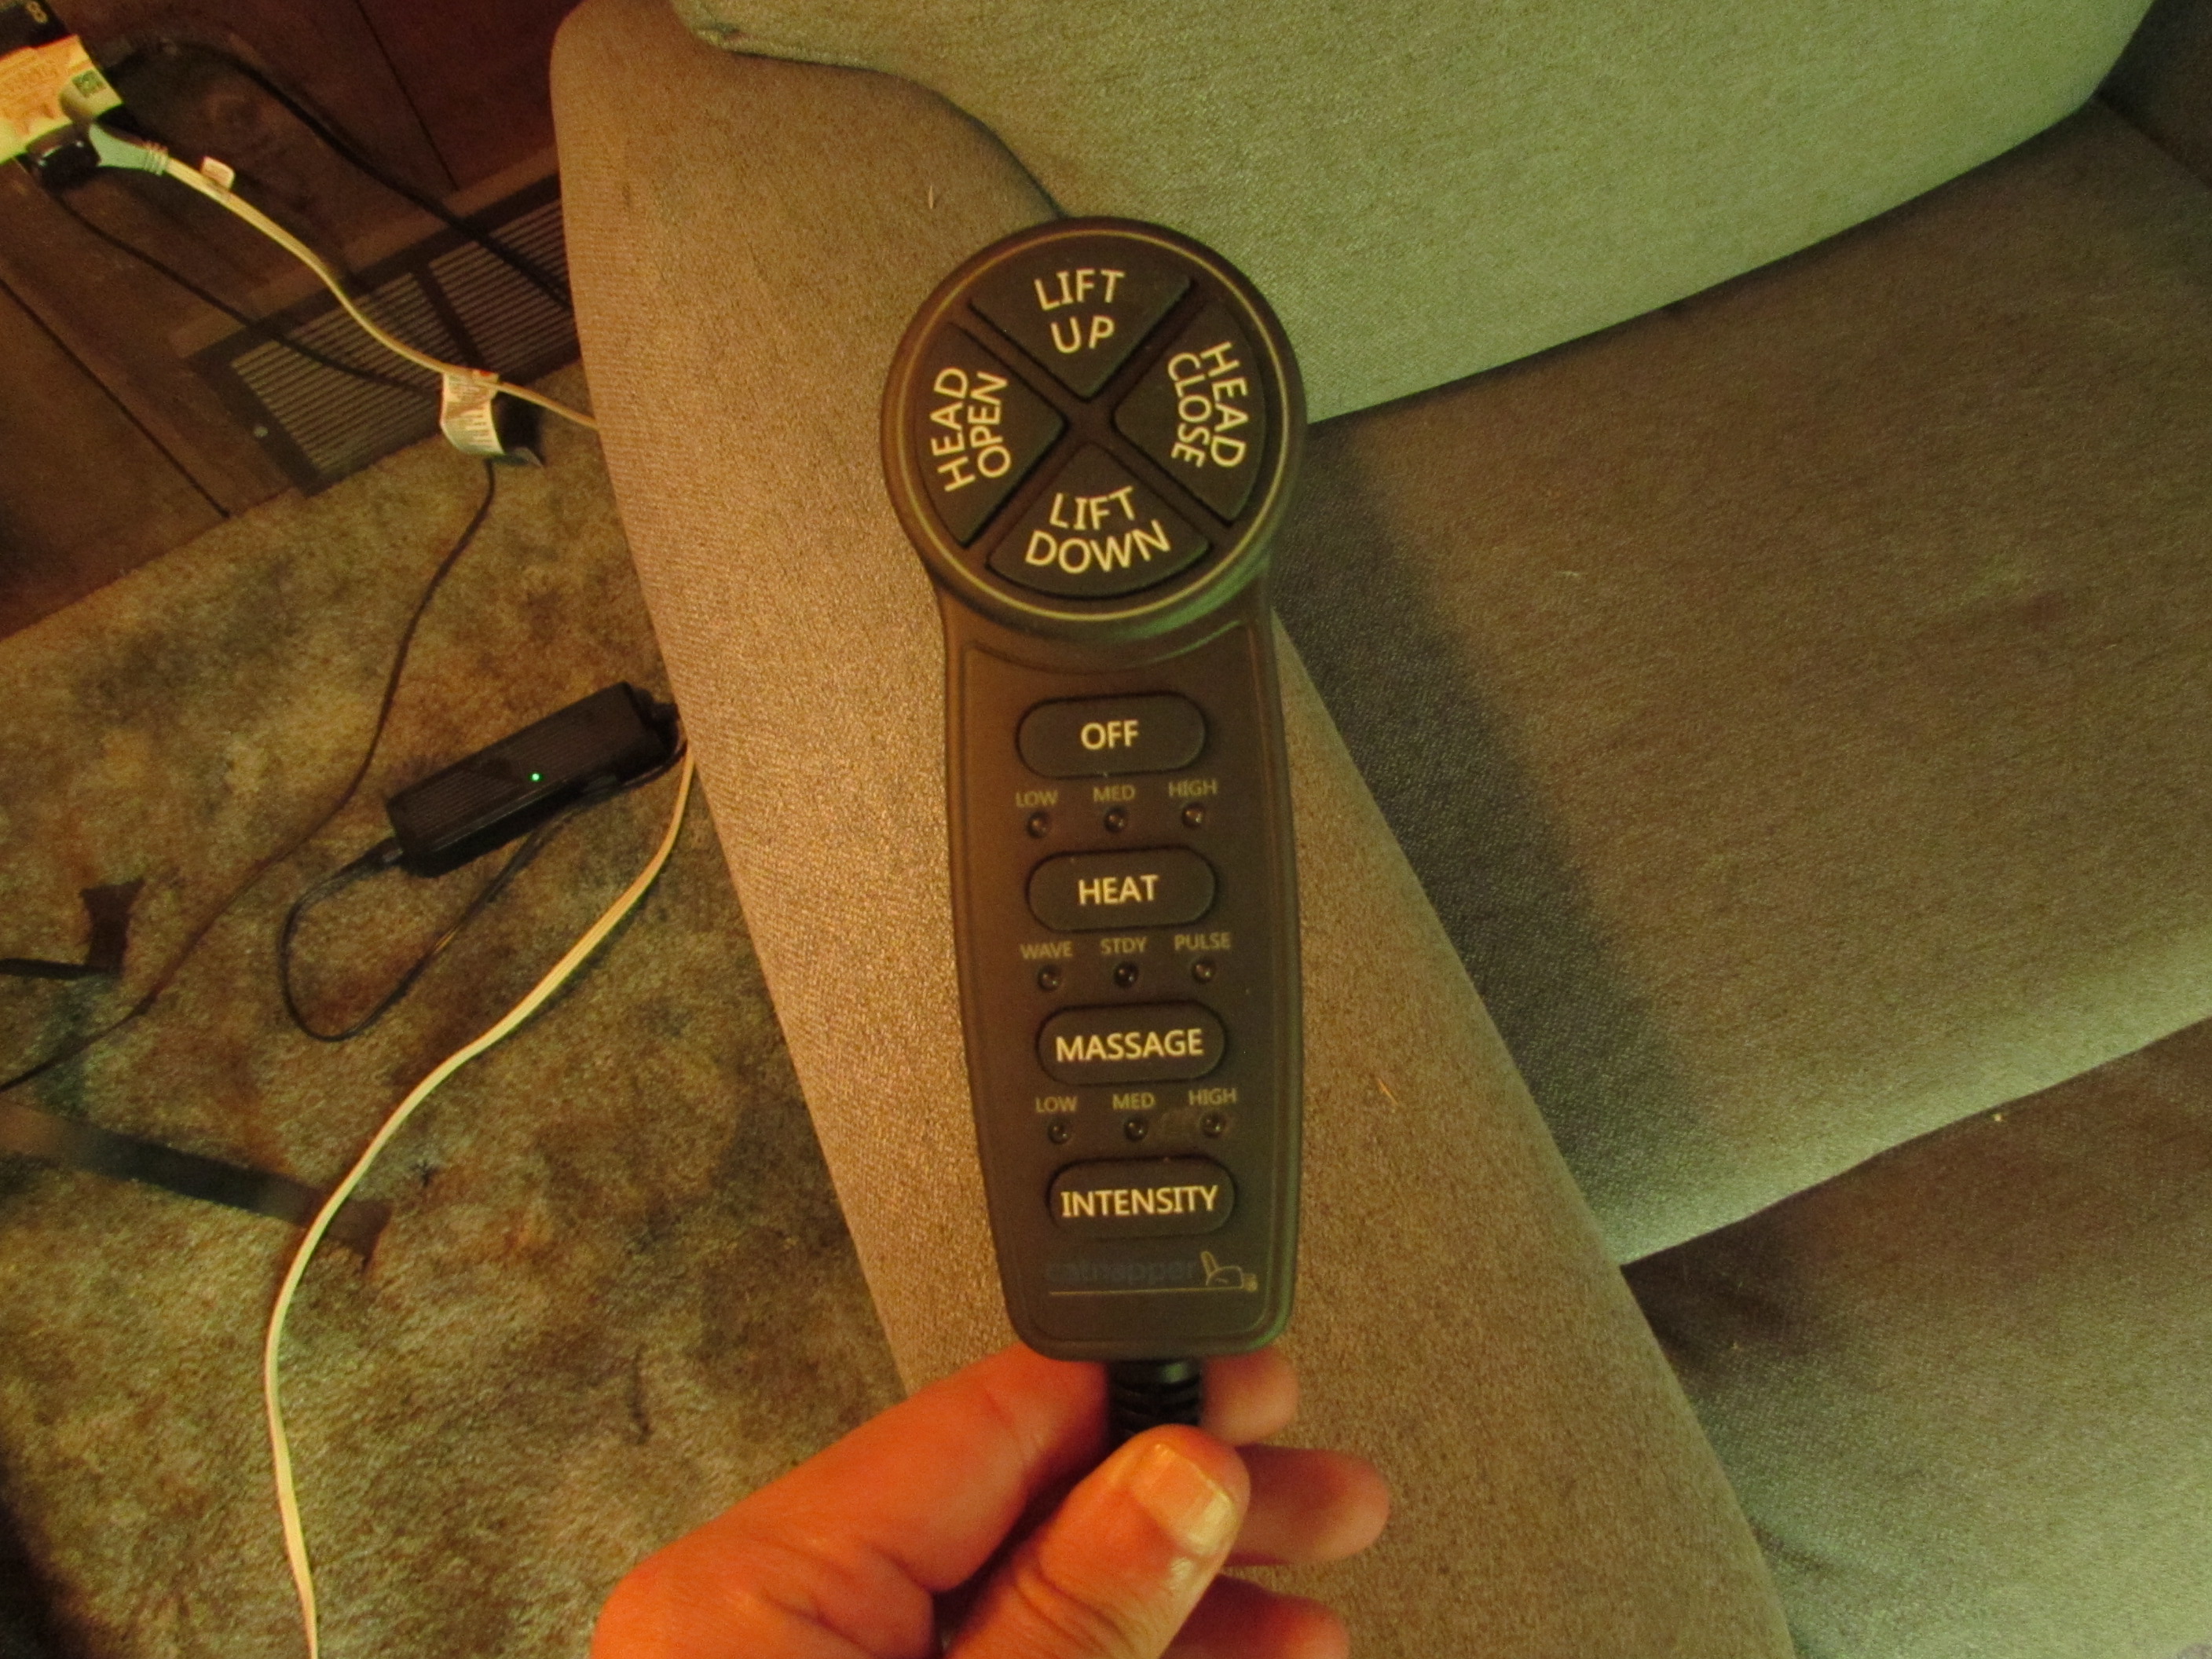 LIFT
UP
HEAD
OPEN
HEAD
CLOSE
LIFT
DOWN
OFF
LOW MED HIGH
HEAT
WAVE STDY PULSE
MASSAGE
LOW MED HIGH
INTENSITY
catnapper